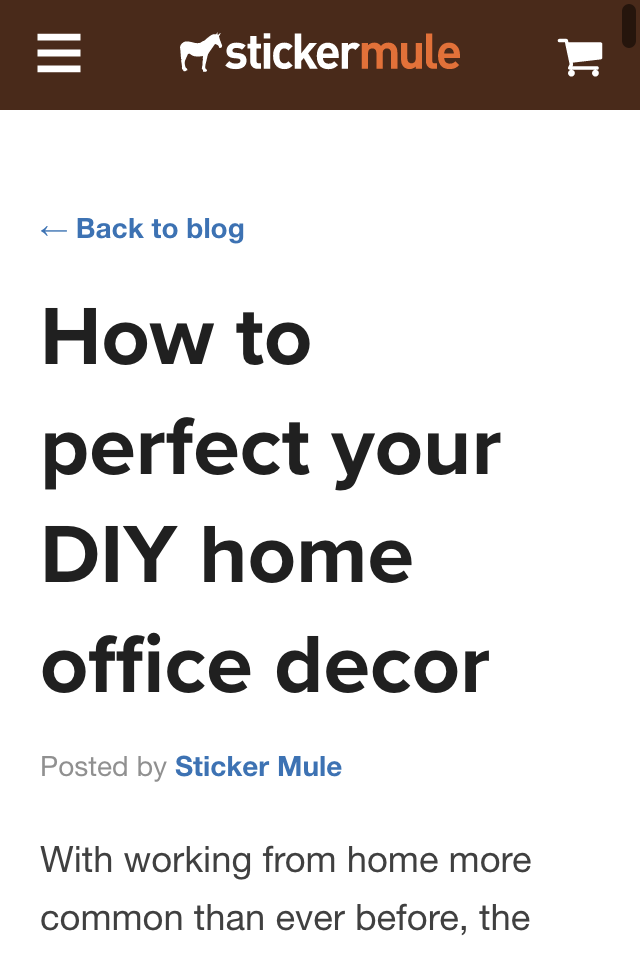 stickermule
← Back to blog
How to
perfect your
DIY home
office decor
Posted by Sticker Mule
With working from home more
common than ever before, the